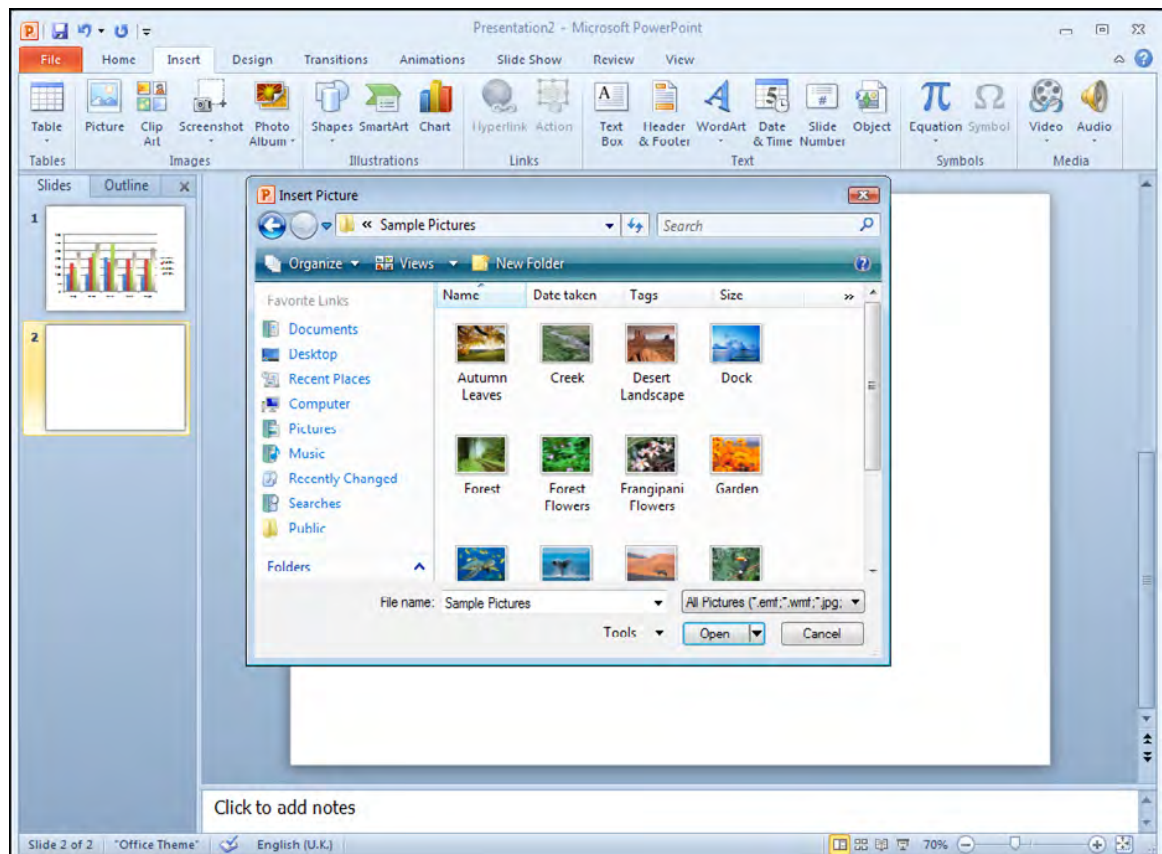 Presentation2 - Microsoft PowerPoint
File Home Insert Design Transitions Animations Slide Show Review View
Table Picture Clip Art Screenshot Photo Album Shapes SmartArt Chart Hyperlink Action Text Box Header & Footer WordArt Date & Time Slide Number Object Equation Symbol Video Audio
Tables Images Illustrations Links Text Symbols Media
Slides Outline
1
2
Insert Picture
« Sample Pictures Search
Organize Views New Folder
Favorite Links
Documents
Desktop
Recent Places
Computer
Pictures
Music
Recently Changed
Searches
Public
Folders
Name Date taken Tags Size »
Autumn Leaves Creek Desert Landscape Dock
Forest Forest Flowers Frangipani Flowers Garden
File name: Sample Pictures All Pictures (*.emf;*.wmf;*.jpg;
Tools Open Cancel
Click to add notes
Slide 2 of 2 "Office Theme" English (U.K.) 70%